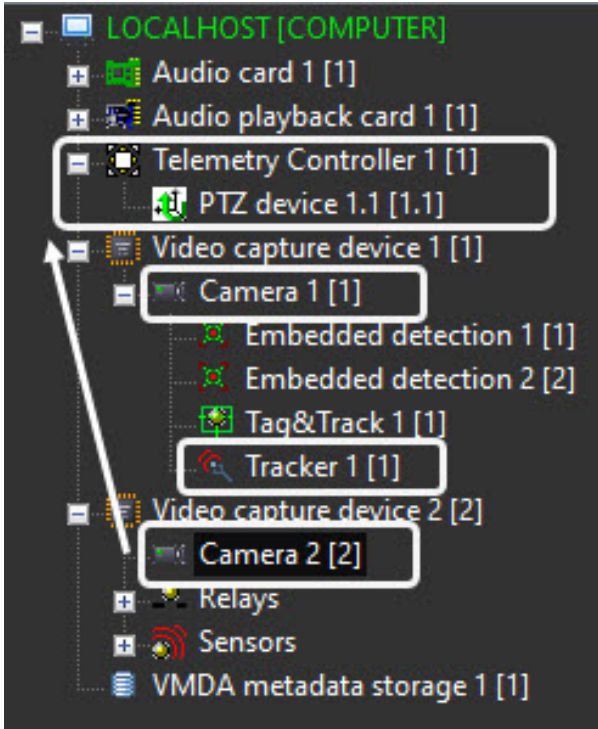 LOCALHOST [COMPUTER]
Audio card 1 [1]
Audio playback card 1 [1]
Telemetry Controller 1 [1]
PTZ device 1.1 [1.1]
Video capture device 1 [1]
Camera 1 [1]
Embedded detection 1 [1]
Embedded detection 2 [2]
Tag&Track 1 [1]
Tracker 1 [1]
Video capture device 2 [2]
Camera 2 [2]
Relays
Sensors
VMDA metadata storage 1 [1]